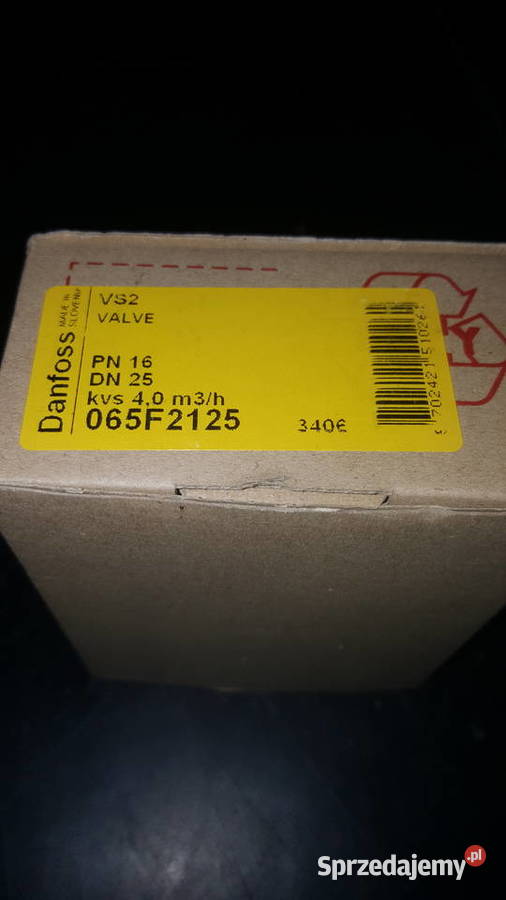 Danfoss
MADE IN
SLOVENIA
VS2
VALVE
PN 16
DN 25
kvs 4,0 m3/h
065F2125
3406
Sprzedajemy.pl